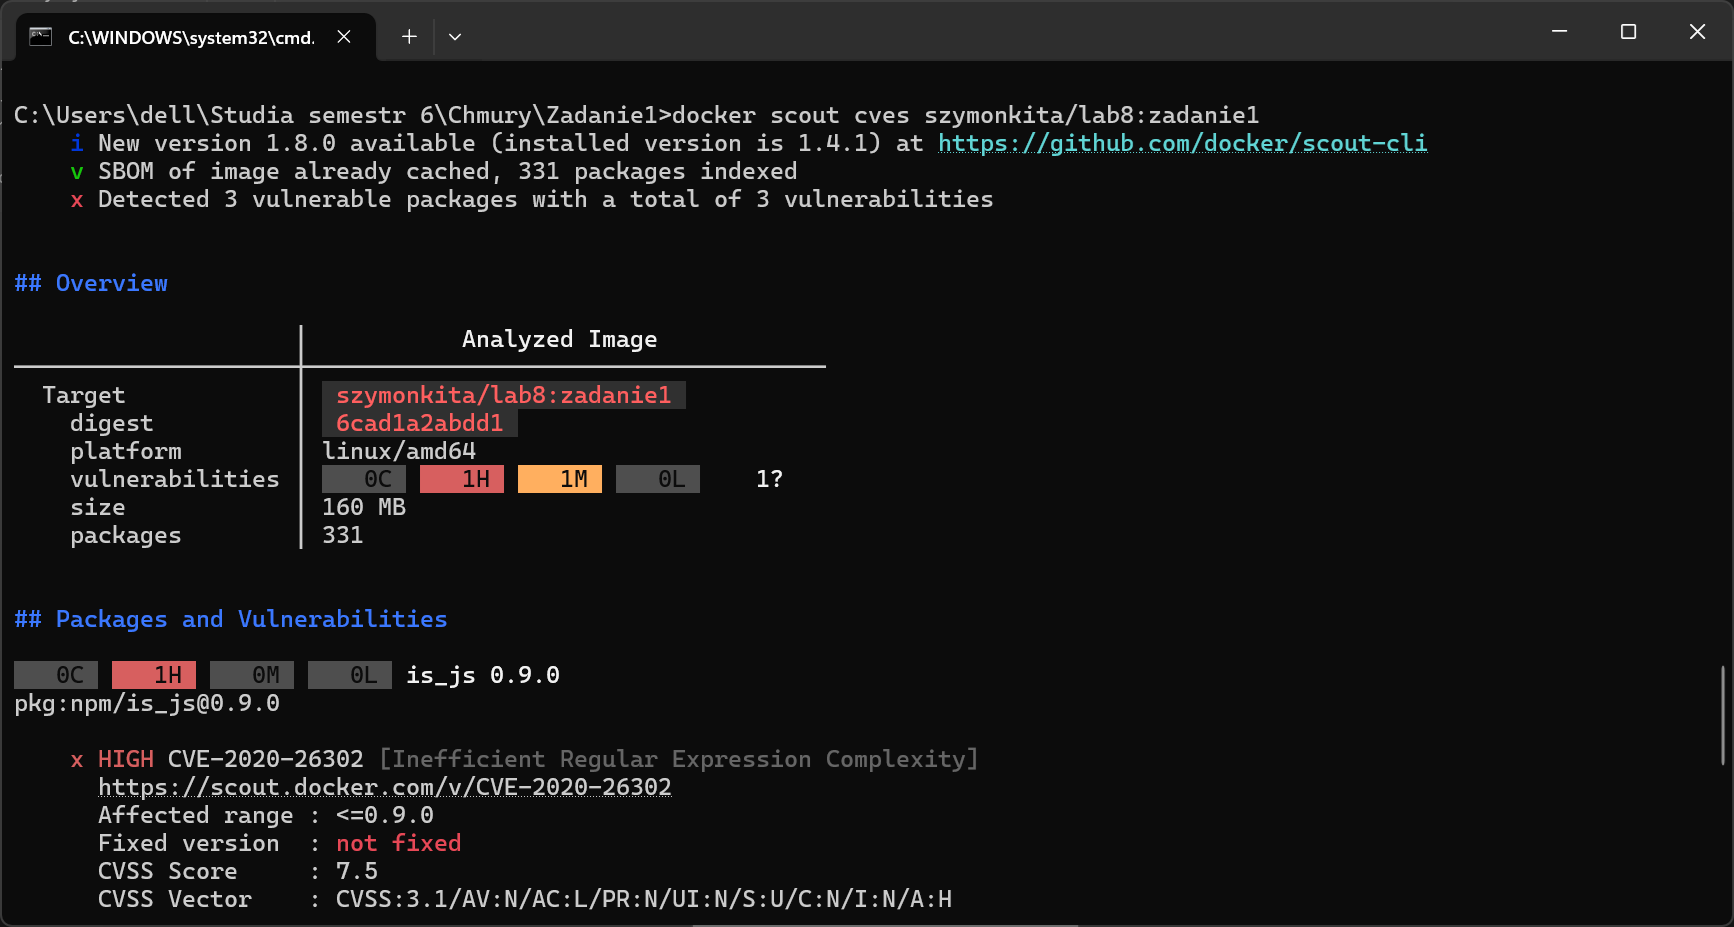 C:\WINDOWS\system32\cmd.
C:\Users\dell\Studia semestr 6\Chmury\Zadanie1>docker scout cves szymonkita/lab8:zadanie1
i New version 1.8.0 available (installed version is 1.4.1) at https://github.com/docker/scout-cli
v SBOM of image already cached, 331 packages indexed
x Detected 3 vulnerable packages with a total of 3 vulnerabilities
## Overview
Analyzed Image
Target szymonkita/lab8:zadanie1
digest 6cad1a2abdd1
platform linux/amd64
vulnerabilities 0C 1H 1M 0L 1?
size 160 MB
packages 331
## Packages and Vulnerabilities
0C 1H 0M 0L is_js 0.9.0
pkg:npm/is_js@0.9.0
x HIGH CVE-2020-26302 [Inefficient Regular Expression Complexity]
https://scout.docker.com/v/CVE-2020-26302
Affected range : <=0.9.0
Fixed version : not fixed
CVSS Score : 7.5
CVSS Vector : CVSS:3.1/AV:N/AC:L/PR:N/UI:N/S:U/C:N/I:N/A:H